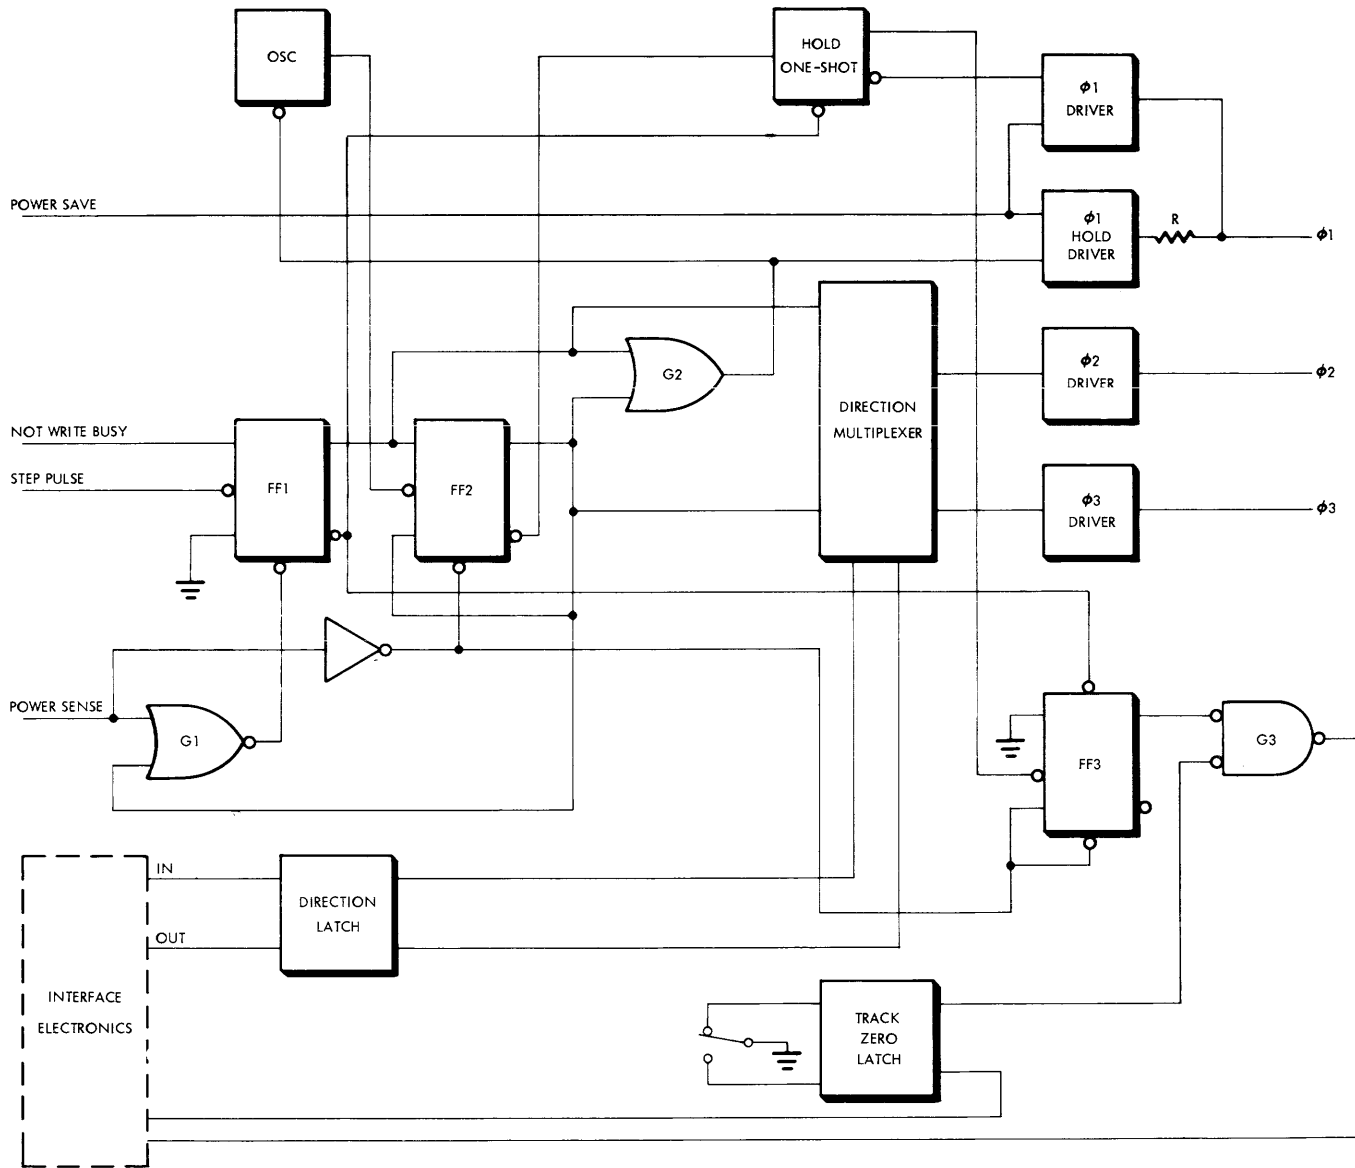 OSC
HOLD
ONE-SHOT
ϕ1
DRIVER
POWER SAVE
ϕ1
HOLD
DRIVER
R
ϕ1
G2
DIRECTION
MULTIPLEXER
ϕ2
DRIVER
ϕ2
NOT WRITE BUSY
STEP PULSE
FF1
FF2
ϕ3
DRIVER
ϕ3
POWER SENSE
G1
FF3
G3
IN
OUT
DIRECTION
LATCH
INTERFACE
ELECTRONICS
TRACK
ZERO
LATCH